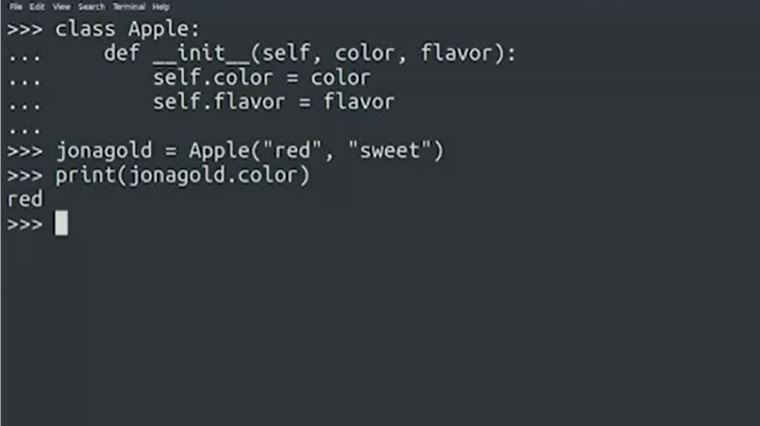 File Edit View Search Terminal Help
>>> class Apple:
...     def __init__(self, color, flavor):
...         self.color = color
...         self.flavor = flavor
...
>>> jonagold = Apple("red", "sweet")
>>> print(jonagold.color)
red
>>>